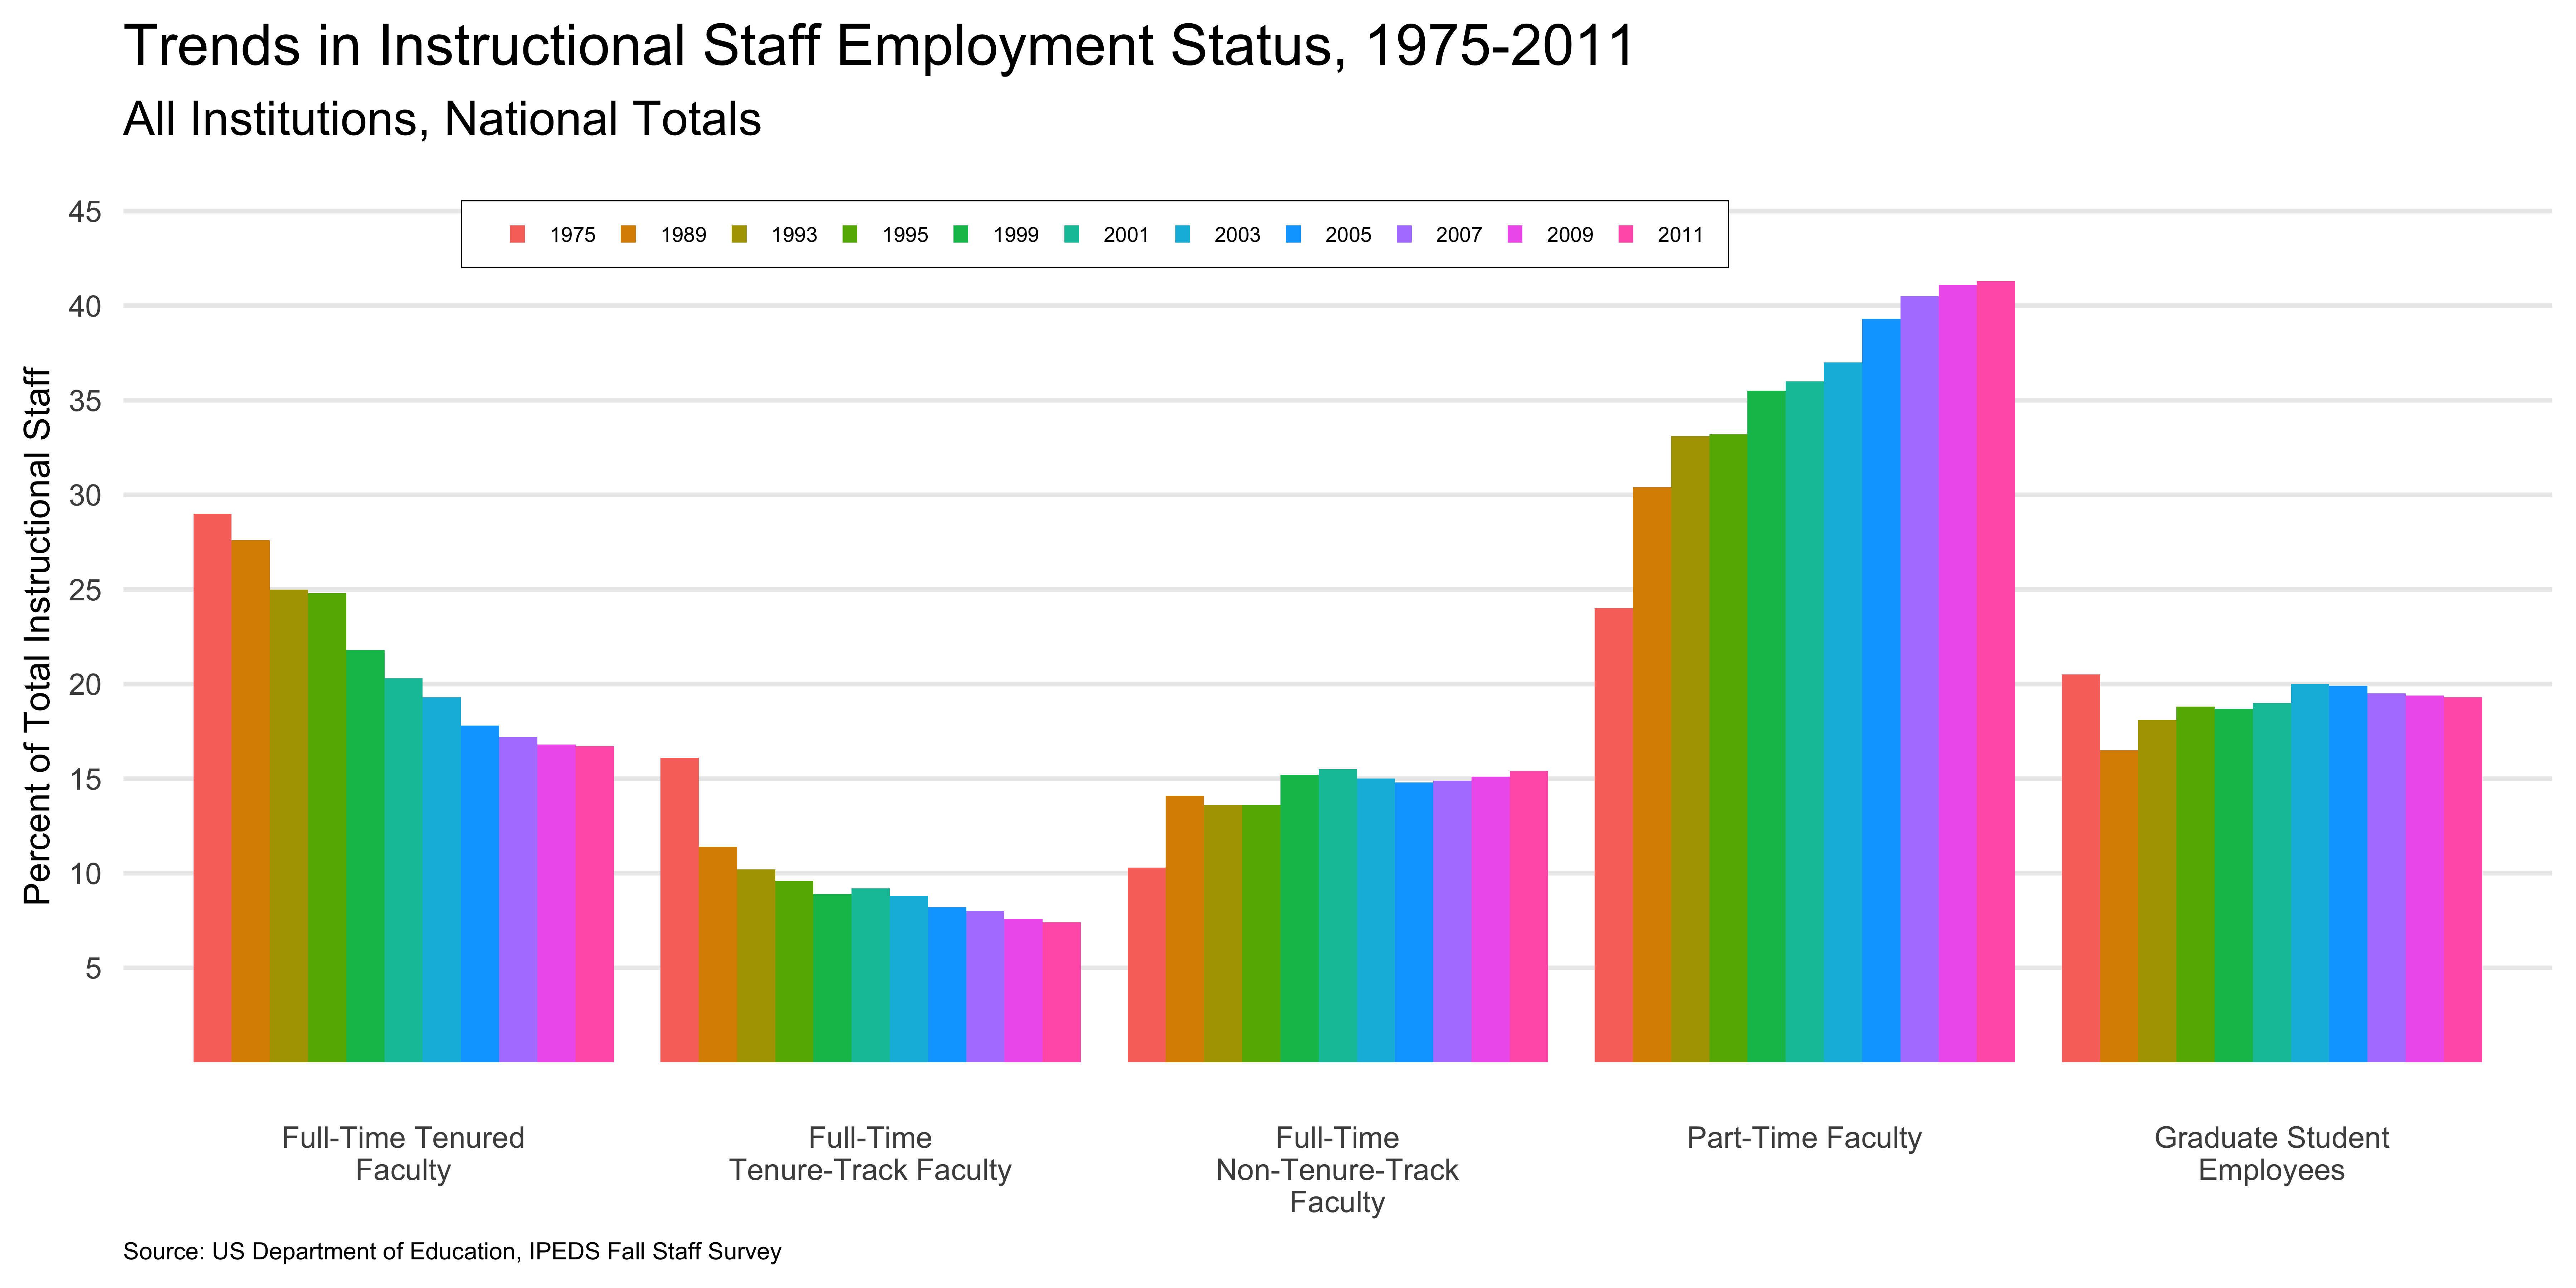 Trends in Instructional Staff Employment Status, 1975-2011
All Institutions, National Totals
1975 1989 1993 1995 1999 2001 2003 2005 2007 2009 2011
Percent of Total Instructional Staff
45
40
35
30
25
20
15
10
5
Full-Time Tenured
Faculty
Full-Time
Tenure-Track Faculty
Full-Time
Non-Tenure-Track
Faculty
Part-Time Faculty
Graduate Student
Employees
Source: US Department of Education, IPEDS Fall Staff Survey